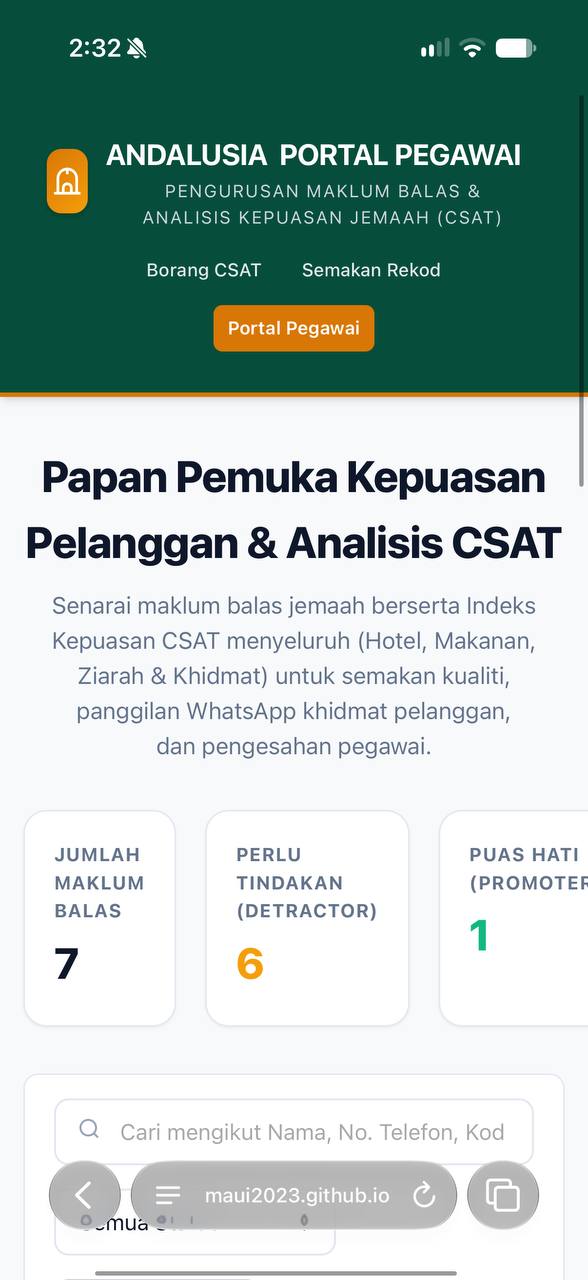 2:32
ANDALUSIA PORTAL PEGAWAI
PENGURUSAN MAKLUM BALAS &
ANALISIS KEPUASAN JEMAAH (CSAT)
Borang CSAT Semakan Rekod
Portal Pegawai
Papan Pemuka Kepuasan
Pelanggan & Analisis CSAT
Senarai maklum balas jemaah berserta Indeks
Kepuasan CSAT menyeluruh (Hotel, Makanan,
Ziarah & Khidmat) untuk semakan kualiti,
panggilan WhatsApp khidmat pelanggan,
dan pengesahan pegawai.
JUMLAH
MAKLUM
BALAS
7
PERLU
TINDAKAN
(DETRACTOR)
6
PUAS HATI
(PROMOTER
1
Cari mengikut Nama, No. Telefon, Kod
maui2023.github.io
Semua